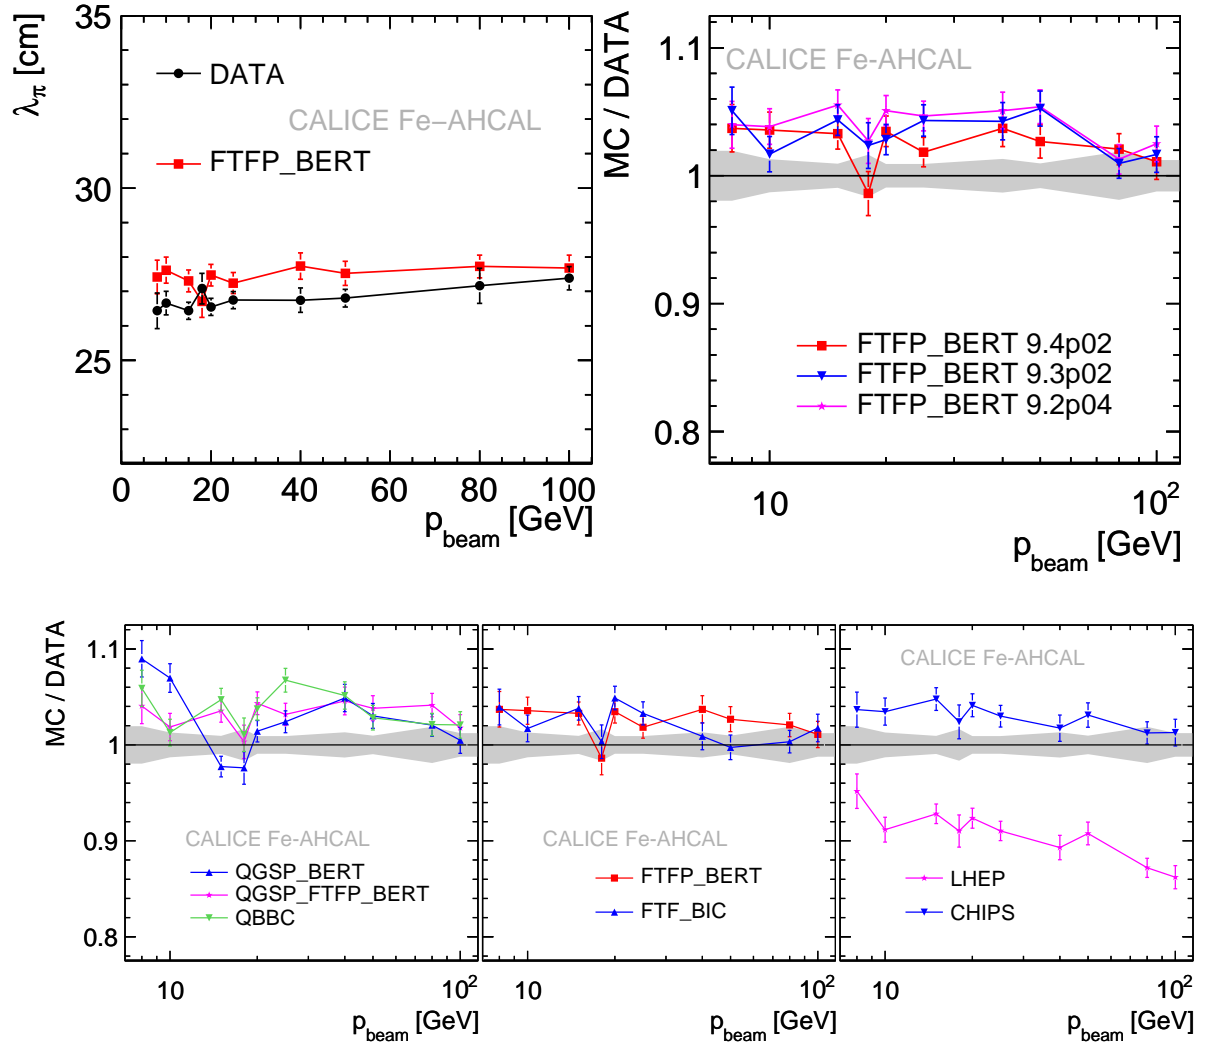 λπ [cm]
35
30
25
DATA
CALICE Fe–AHCAL
FTFP_BERT
0 20 40 60 80 100
pbeam [GeV]
MC / DATA
1.1
1
0.9
0.8
CALICE Fe-AHCAL
FTFP_BERT 9.4p02
FTFP_BERT 9.3p02
FTFP_BERT 9.2p04
10 10²
pbeam [GeV]
MC / DATA
1.1
1
0.9
0.8
CALICE Fe-AHCAL
QGSP_BERT
QGSP_FTFP_BERT
QBBC
10 10²
pbeam [GeV]
CALICE Fe-AHCAL
FTFP_BERT
FTF_BIC
10 10²
pbeam [GeV]
CALICE Fe-AHCAL
LHEP
CHIPS
10 10²
pbeam [GeV]